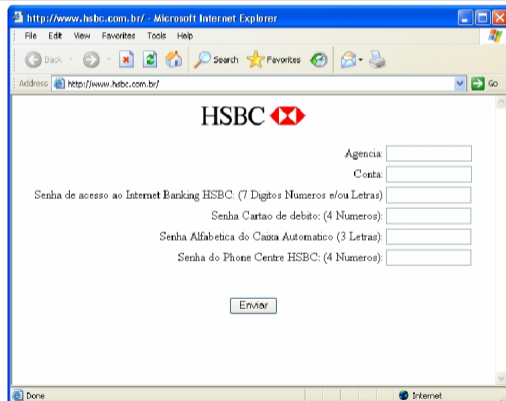 http://www.hsbc.com.br/ - Microsoft Internet Explorer
File Edit View Favorites Tools Help
Back Search Favorites
Address http://www.hsbc.com.br/ Go
HSBC
Agencia:
Conta:
Senha de acesso ao Internet Banking HSBC: (7 Digitos Numeros e/ou Letras)
Senha Cartao de debito: (4 Numeros):
Senha Alfabetica do Caixa Automatico (3 Letras):
Senha do Phone Centre HSBC: (4 Numeros):
Enviar
Done Internet